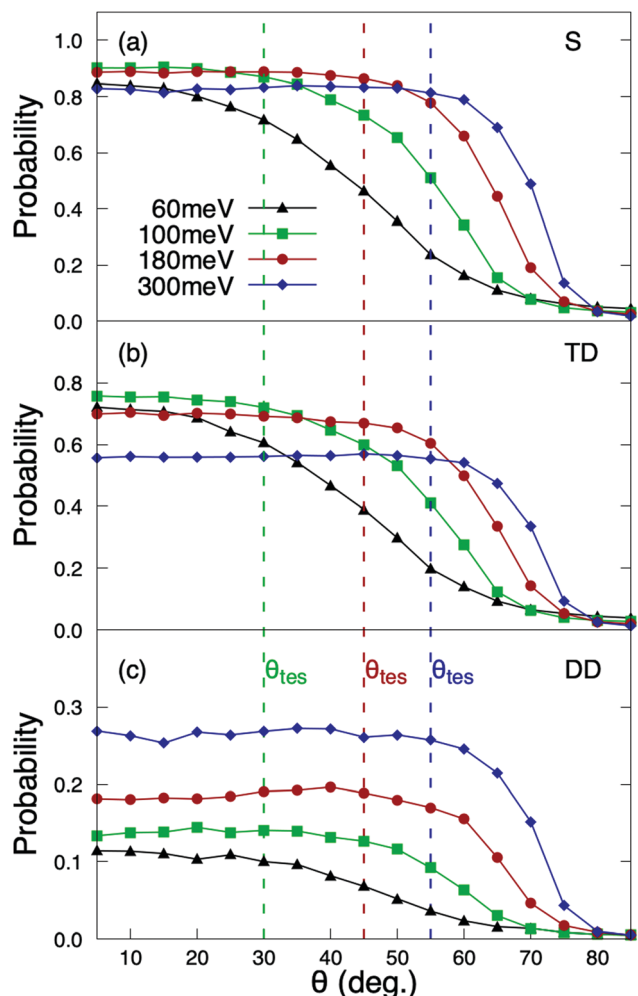 (a) S
1.0
0.8
0.6
0.4
0.2
0.0
Probability
60meV
100meV
180meV
300meV
(b) TD
0.8
0.6
0.4
0.2
0.0
Probability
(c) DD
θtes θtes θtes
0.3
0.2
0.1
0.0
Probability
10 20 30 40 50 60 70 80
θ (deg.)